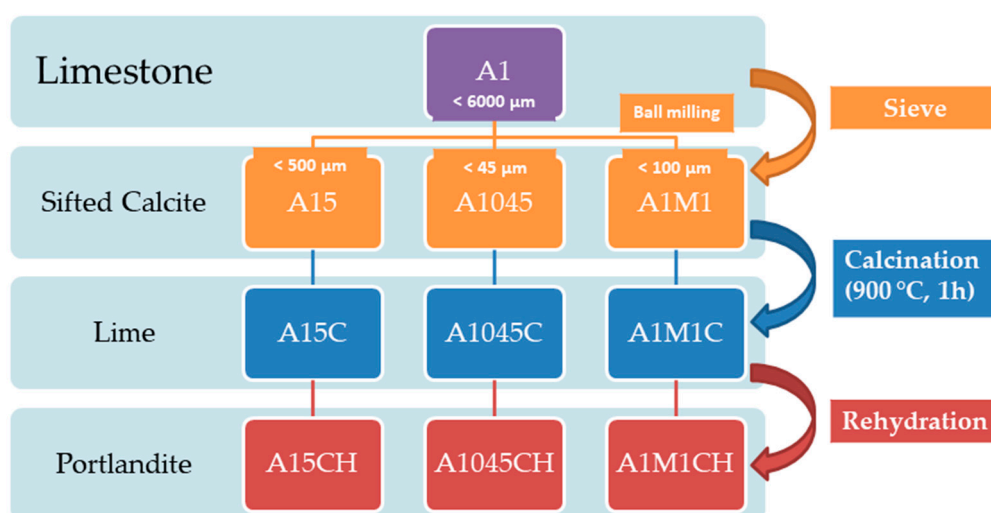 Limestone
A1
< 6000 µm
Ball milling
Sieve
Sifted Calcite
< 500 µm
A15
< 45 µm
A1045
< 100 µm
A1M1
Calcination
(900 °C, 1h)
Lime
A15C
A1045C
A1M1C
Rehydration
Portlandite
A15CH
A1045CH
A1M1CH